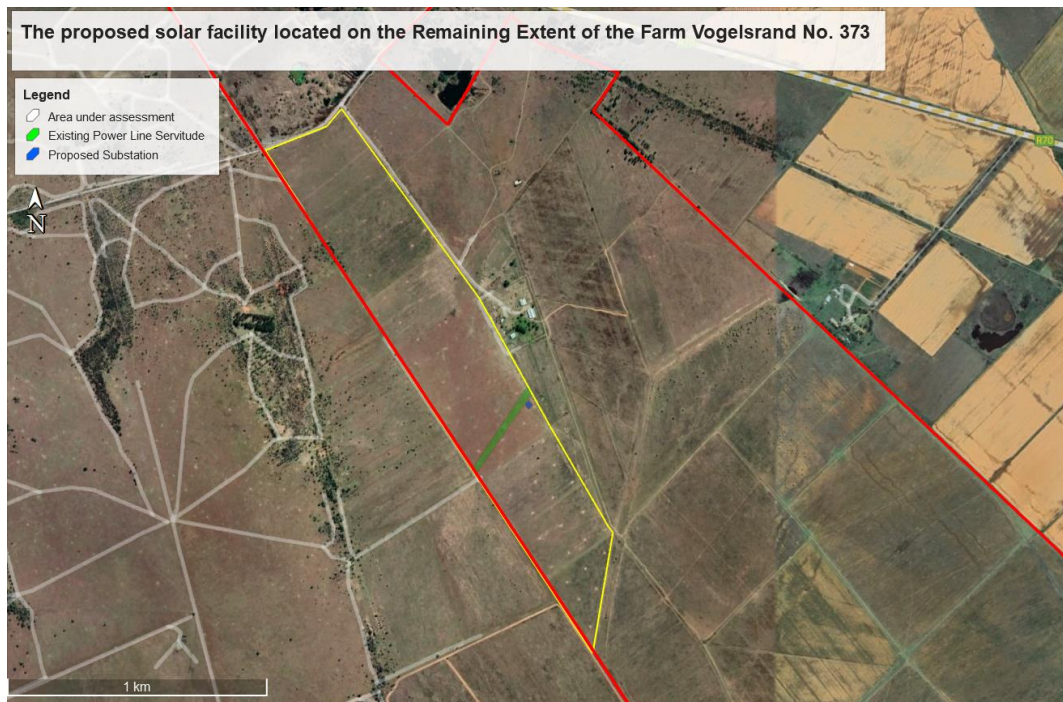 The proposed solar facility located on the Remaining Extent of the Farm Vogelsrand No. 373
Legend
Area under assessment
Existing Power Line Servitude
Proposed Substation
N
R70
1 km